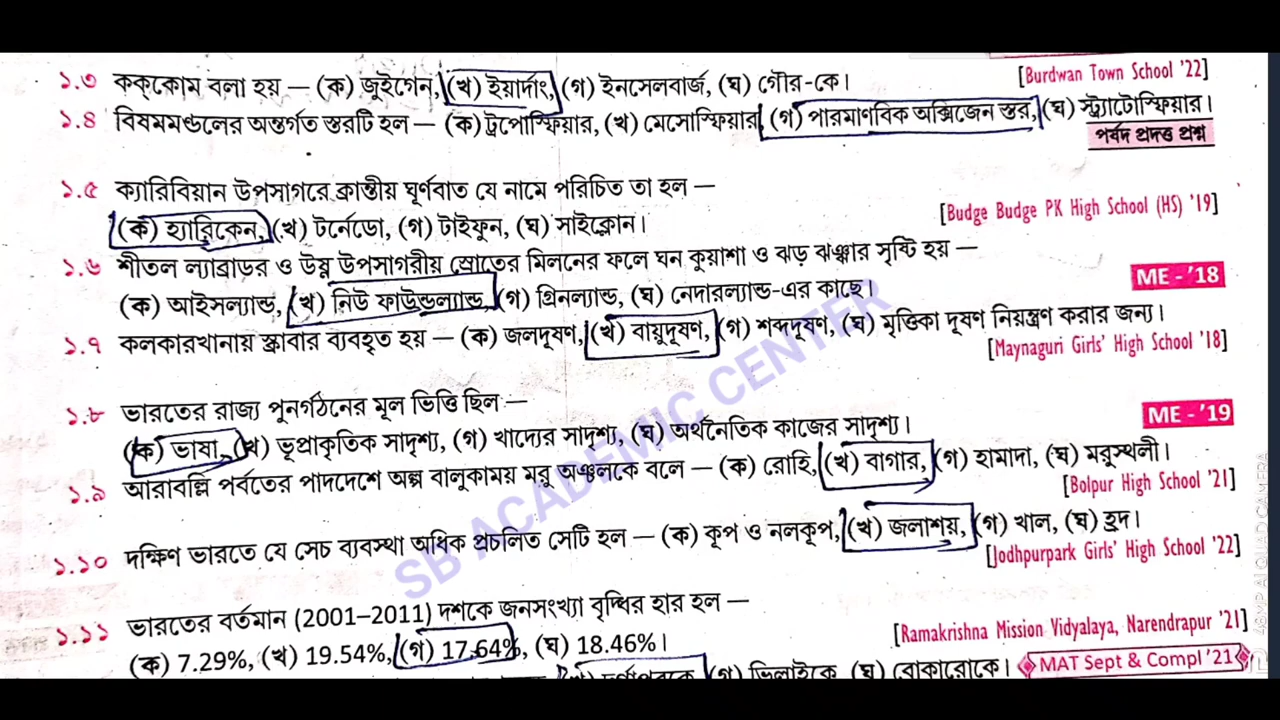 ১.৩ কক্‌কোম বলা হয় — (ক) জুইগেন, (খ) ইয়ার্দাং, (গ) ইনসেলবার্জ, (ঘ) গৌর-কে।
[Burdwan Town School '22]
১.৪ বিষমমণ্ডলের অন্তর্গত স্তরটি হল — (ক) ট্রপোস্ফিয়ার, (খ) মেসোস্ফিয়ার, (গ) পারমাণবিক অক্সিজেন স্তর, (ঘ) স্ট্র্যাটোস্ফিয়ার।
পর্ষদ প্রদত্ত প্রশ্ন
১.৫ ক্যারিবিয়ান উপসাগরে ক্রান্তীয় ঘূর্ণবাত যে নামে পরিচিত তা হল —
(ক) হ্যারিকেন, (খ) টর্নেডো, (গ) টাইফুন, (ঘ) সাইক্লোন।
[Budge Budge PK High School (HS) '19]
১.৬ শীতল ল্যাব্রাডর ও উষ্ণ উপসাগরীয় স্রোতের মিলনের ফলে ঘন কুয়াশা ও ঝড় ঝঞ্ঝার সৃষ্টি হয় —
(ক) আইসল্যান্ড, (খ) নিউ ফাউন্ডল্যান্ড, (গ) গ্রিনল্যান্ড, (ঘ) নেদারল্যান্ড-এর কাছে।
ME - '18
১.৭ কলকারখানায় স্ক্রাবার ব্যবহৃত হয় — (ক) জলদূষণ, (খ) বায়ুদূষণ, (গ) শব্দদূষণ, (ঘ) মৃত্তিকা দূষণ নিয়ন্ত্রণ করার জন্য।
[Maynaguri Girls' High School '18]
১.৮ ভারতের রাজ্য পুনর্গঠনের মূল ভিত্তি ছিল —
(ক) ভাষা, (খ) ভূপ্রাকৃতিক সাদৃশ্য, (গ) খাদ্যের সাদৃশ্য, (ঘ) অর্থনৈতিক কাজের সাদৃশ্য।
ME - '19
১.৯ আরাবল্লি পর্বতের পাদদেশে অল্প বালুকাময় মরু অঞ্চলকে বলে — (ক) রোহি, (খ) বাগার, (গ) হামাদা, (ঘ) মরুস্থলী।
[Bolpur High School '21]
১.১০ দক্ষিণ ভারতে যে সেচ ব্যবস্থা অধিক প্রচলিত সেটি হল — (ক) কূপ ও নলকূপ, (খ) জলাশয়, (গ) খাল, (ঘ) হ্রদ।
[Jodhpurpark Girls' High School '22]
১.১১ ভারতের বর্তমান (2001–2011) দশকে জনসংখ্যা বৃদ্ধির হার হল —
(ক) 7.29%, (খ) 19.54%, (গ) 17.64%, (ঘ) 18.46%।
[Ramakrishna Mission Vidyalaya, Narendrapur '21]
(গ) ভিলাইকে, (ঘ) বোকারোকে।
MAT Sept & Compl '21
SB ACADEMIC CENTER
48MP AI QUAD CAMERA